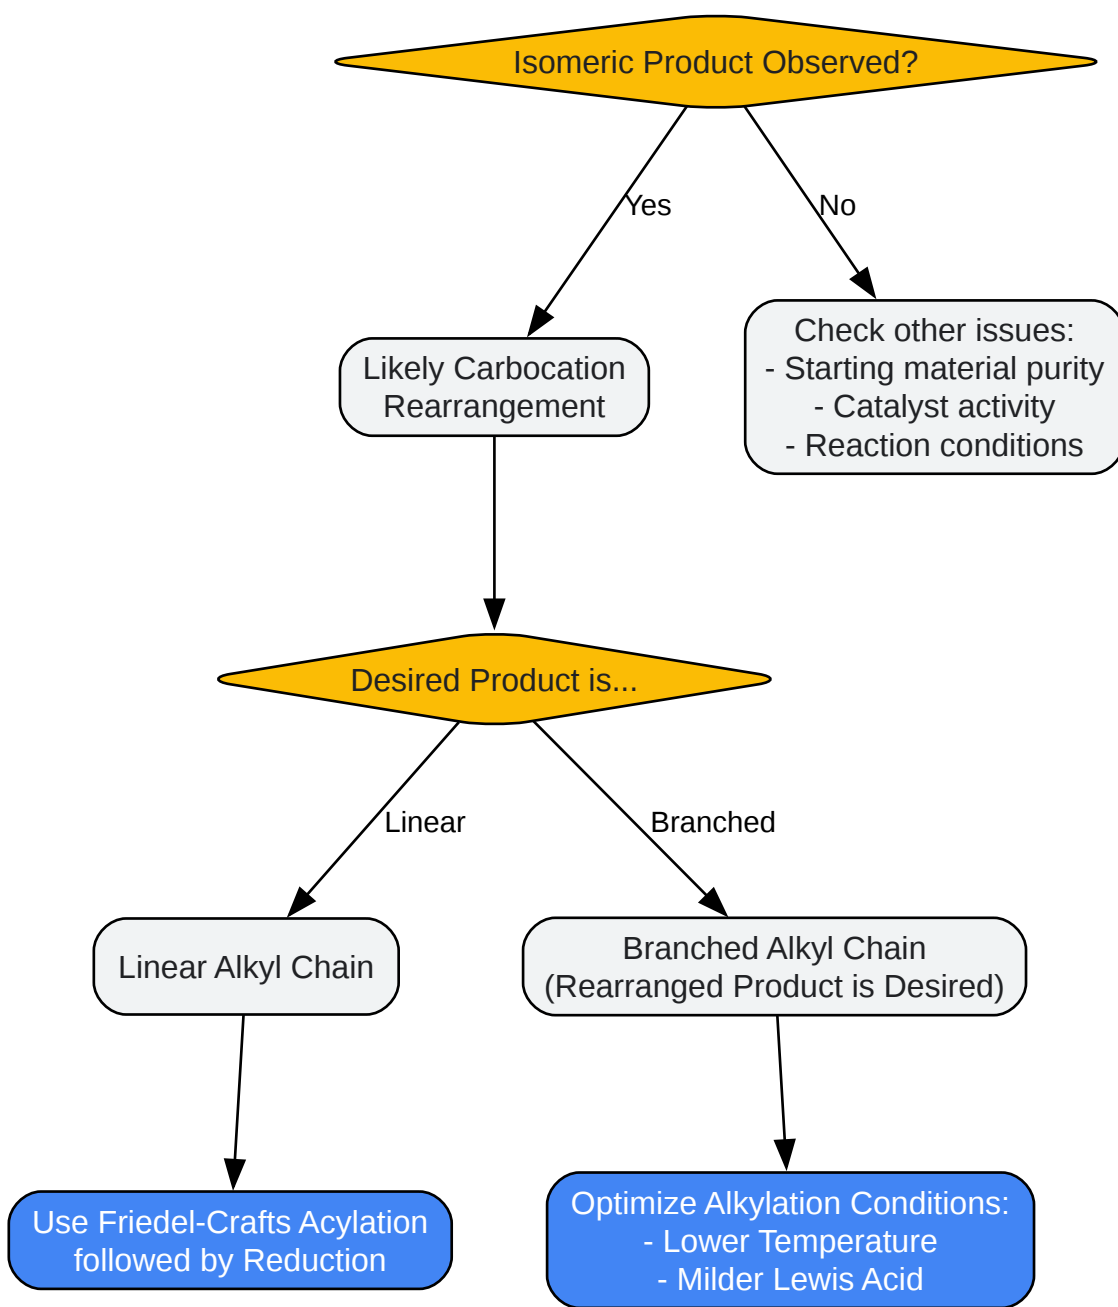 Isomeric Product Observed?
Yes
No
Likely Carbocation
Rearrangement
Check other issues:
- Starting material purity
- Catalyst activity
- Reaction conditions
Desired Product is...
Linear
Branched
Linear Alkyl Chain
Branched Alkyl Chain
(Rearranged Product is Desired)
Use Friedel-Crafts Acylation
followed by Reduction
Optimize Alkylation Conditions:
- Lower Temperature
- Milder Lewis Acid